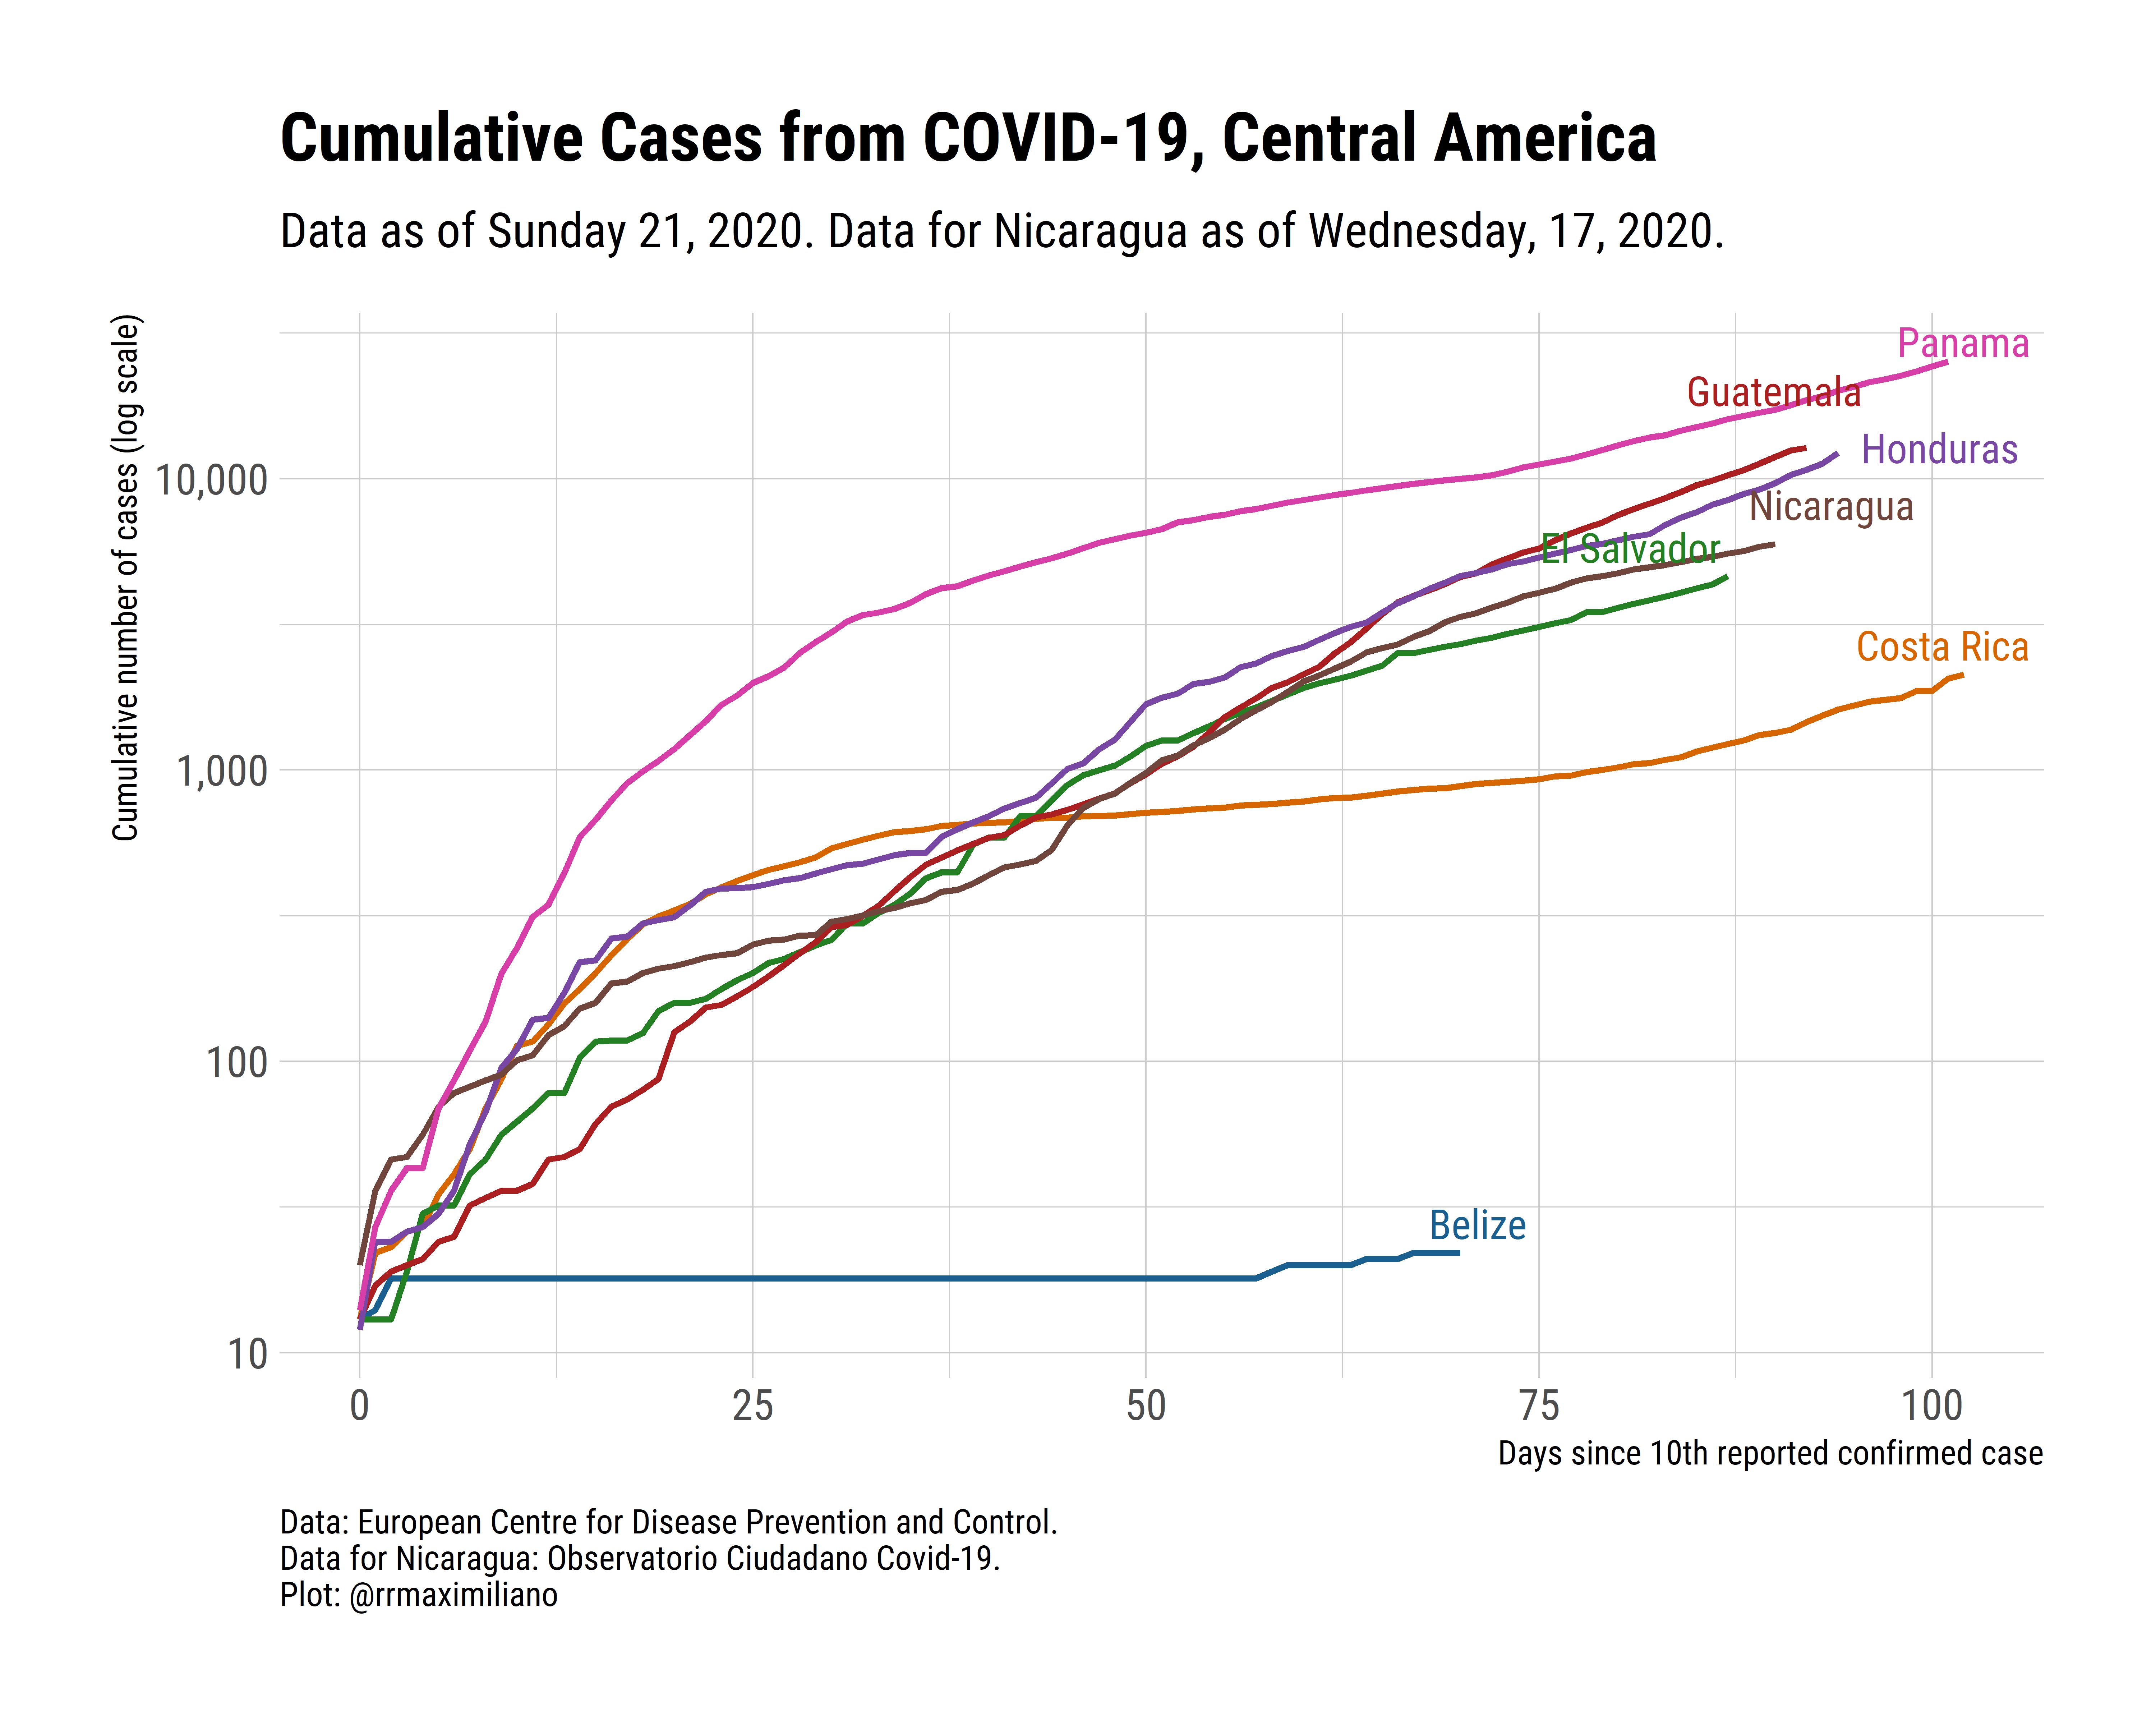 Cumulative Cases from COVID-19, Central America
Data as of Sunday 21, 2020. Data for Nicaragua as of Wednesday, 17, 2020.
Cumulative number of cases (log scale)
Panama
Guatemala
Honduras
10,000
Nicaragua
El Salvador
Costa Rica
1,000
100
Belize
10
0 25 50 75 100
Days since 10th reported confirmed case
Data: European Centre for Disease Prevention and Control.
Data for Nicaragua: Observatorio Ciudadano Covid-19.
Plot: @rrmaximiliano